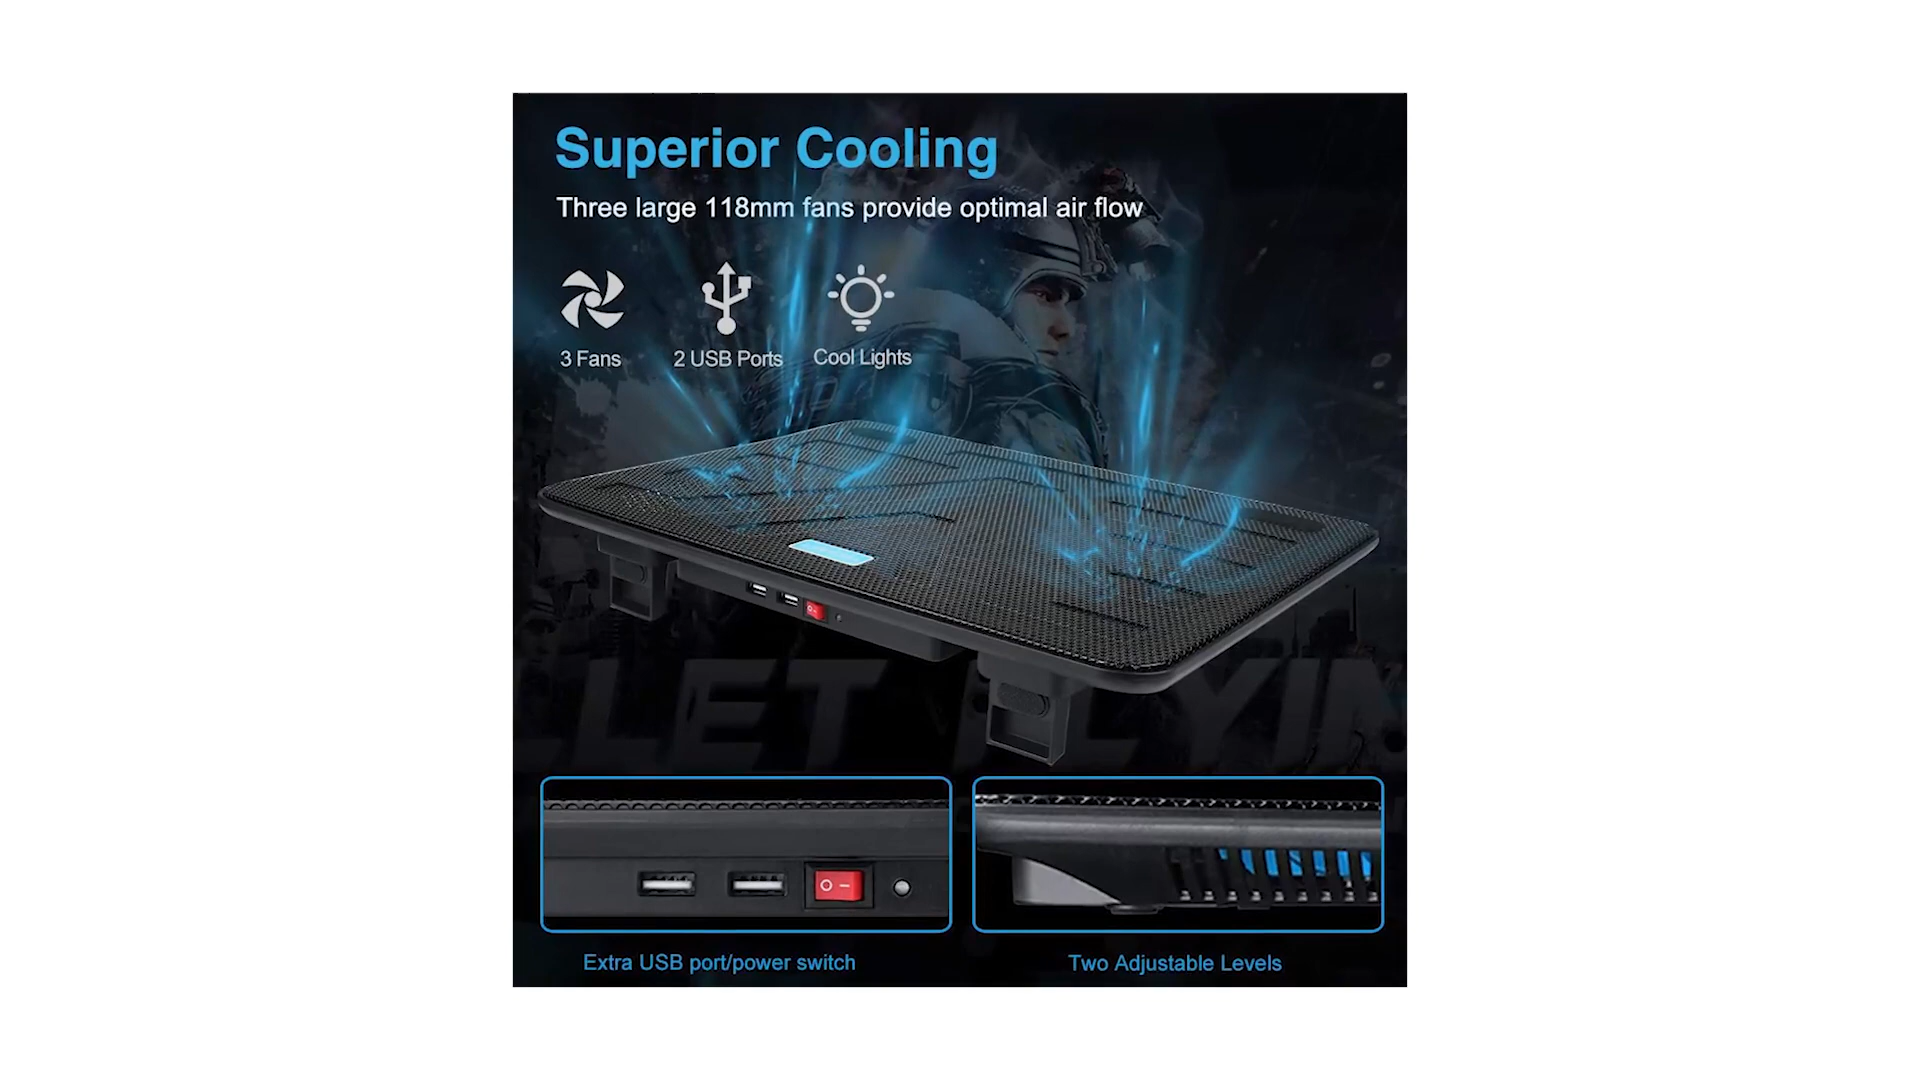 Superior Cooling
Three large 118mm fans provide optimal air flow
3 Fans
2 USB Ports
Cool Lights
Extra USB port/power switch
Two Adjustable Levels